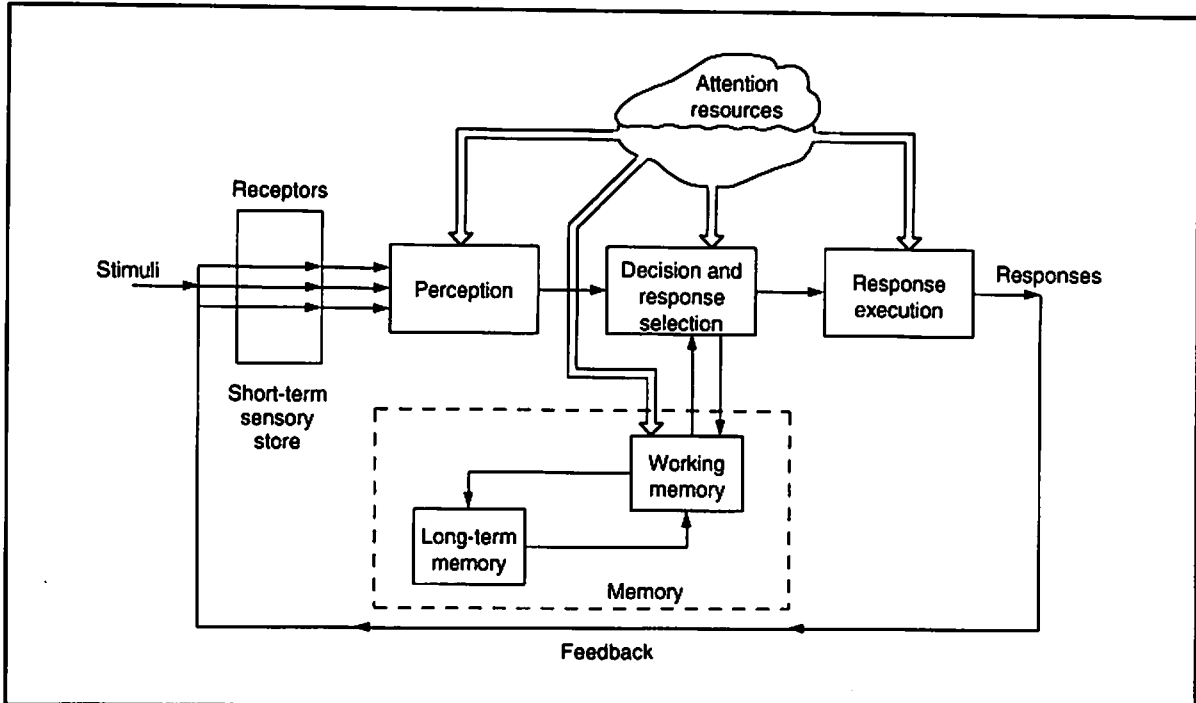 Attention
resources
Receptors
Stimuli
Perception
Decision and
response
selection
Response
execution
Responses
Short-term
sensory
store
Working
memory
Long-term
memory
Memory
Feedback